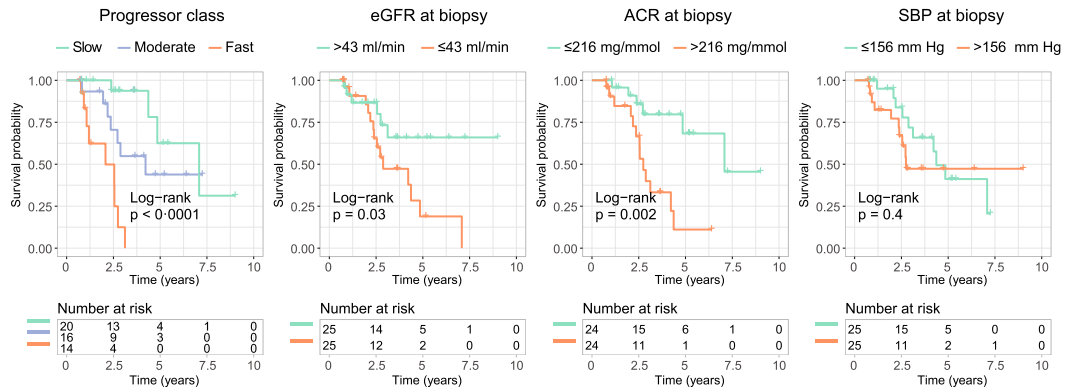 Progressor class
Slow Moderate Fast
Survival probability
1.00
0.75
0.50
0.25
0.00
Log−rank
p < 0·0001
0 2.5 5 7.5 10
Time (years)
Number at risk
20 13 4 1 0
16 9 3 0 0
14 4 0 0 0
0 2.5 5 7.5 10
Time (years)
eGFR at biopsy
>43 ml/min ≤43 ml/min
Survival probability
1.00
0.75
0.50
0.25
0.00
Log−rank
p = 0.03
0 2.5 5 7.5 10
Time (years)
Number at risk
25 14 5 1 0
25 12 2 0 0
0 2.5 5 7.5 10
Time (years)
ACR at biopsy
≤216 mg/mmol >216 mg/mmol
Survival probability
1.00
0.75
0.50
0.25
0.00
Log−rank
p = 0.002
0 2.5 5 7.5 10
Time (years)
Number at risk
24 15 6 1 0
24 11 1 0 0
0 2.5 5 7.5 10
Time (years)
SBP at biopsy
≤156 mm Hg >156 mm Hg
Survival probability
1.00
0.75
0.50
0.25
0.00
Log−rank
p = 0.4
0 2.5 5 7.5 10
Time (years)
Number at risk
25 15 5 0 0
25 11 2 1 0
0 2.5 5 7.5 10
Time (years)